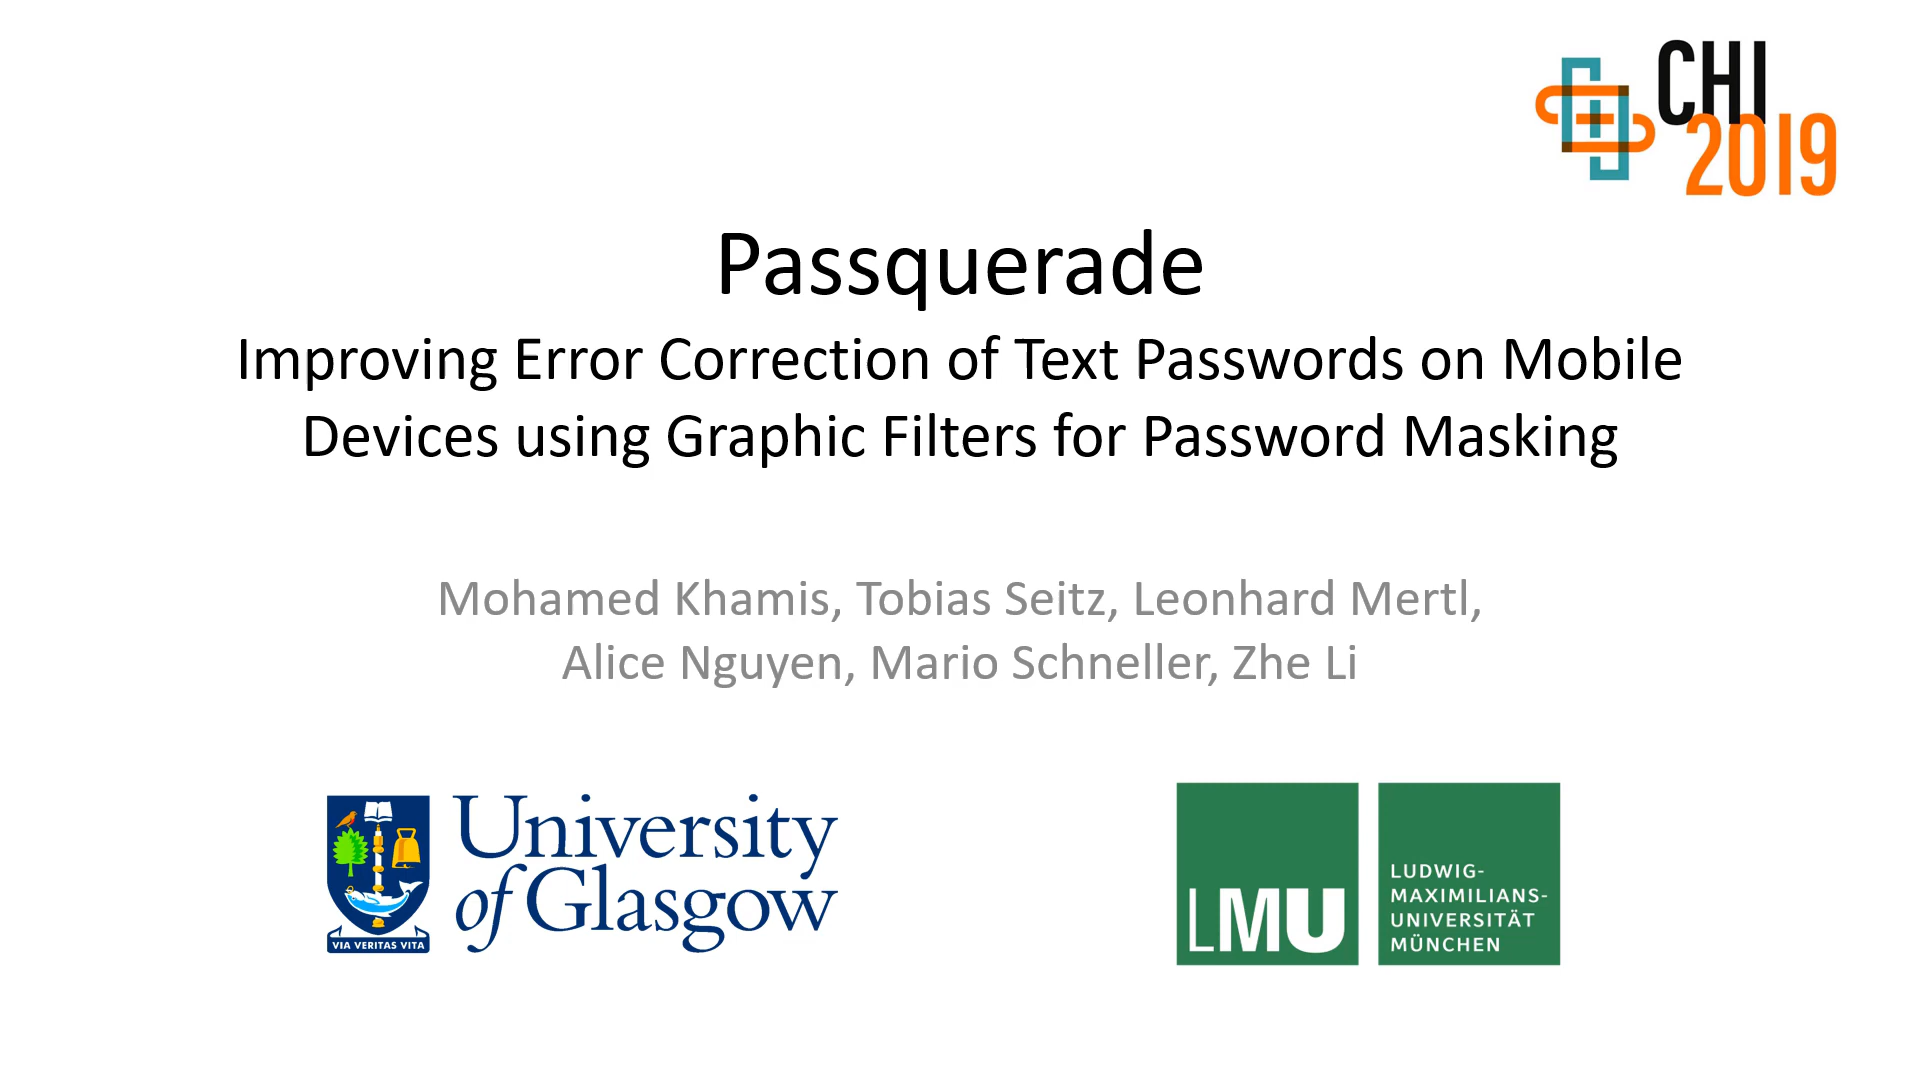 CHI
2019
Passquerade
Improving Error Correction of Text Passwords on Mobile
Devices using Graphic Filters for Password Masking
Mohamed Khamis, Tobias Seitz, Leonhard Mertl,
Alice Nguyen, Mario Schneller, Zhe Li
VIA VERITAS VITA
University
of Glasgow
LMU
LUDWIG-
MAXIMILIANS-
UNIVERSITÄT
MÜNCHEN